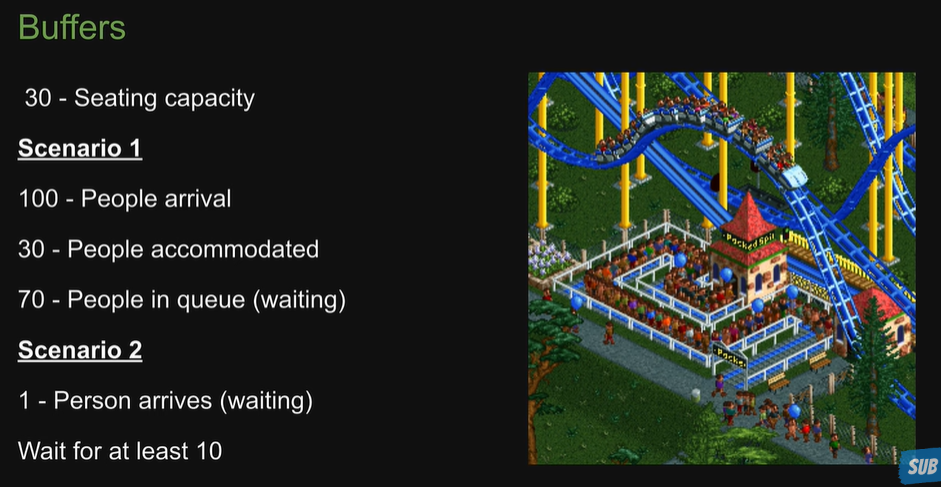 Buffers
30 - Seating capacity
Scenario 1
100 - People arrival
30 - People accommodated
70 - People in queue (waiting)
Scenario 2
1 - Person arrives (waiting)
Wait for at least 10
Packed
SUB